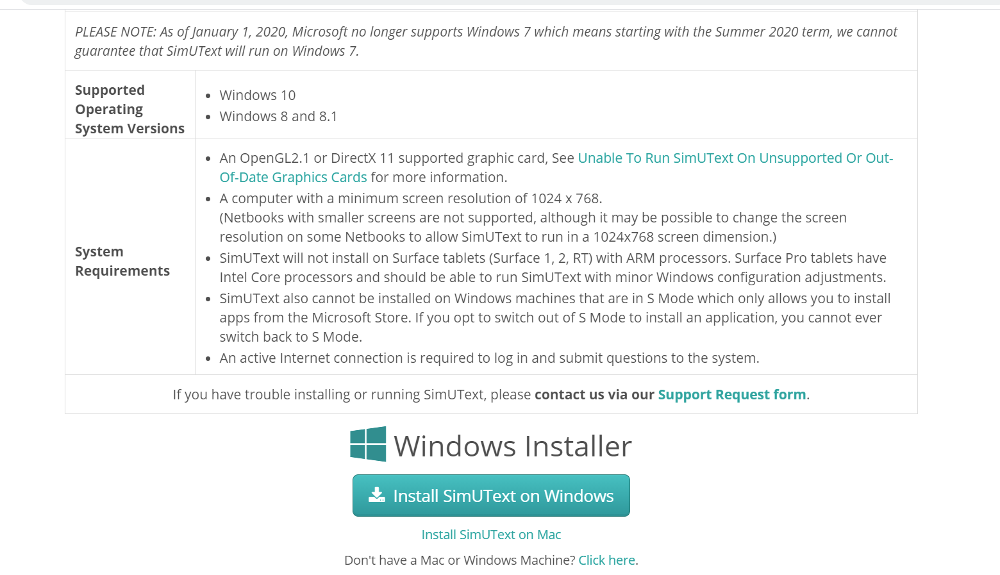 PLEASE NOTE: As of January 1, 2020, Microsoft no longer supports Windows 7 which means starting with the Summer 2020 term, we cannot
guarantee that SimUText will run on Windows 7.
Supported
Operating
System Versions
• Windows 10
• Windows 8 and 8.1
System
Requirements
• An OpenGL2.1 or DirectX 11 supported graphic card, See Unable To Run SimUText On Unsupported Or Out-
Of-Date Graphics Cards for more information.
• A computer with a minimum screen resolution of 1024 x 768.
(Netbooks with smaller screens are not supported, although it may be possible to change the screen
resolution on some Netbooks to allow SimUText to run in a 1024x768 screen dimension.)
• SimUText will not install on Surface tablets (Surface 1, 2, RT) with ARM processors. Surface Pro tablets have
Intel Core processors and should be able to run SimUText with minor Windows configuration adjustments.
• SimUText also cannot be installed on Windows machines that are in S Mode which only allows you to install
apps from the Microsoft Store. If you opt to switch out of S Mode to install an application, you cannot ever
switch back to S Mode.
• An active Internet connection is required to log in and submit questions to the system.
If you have trouble installing or running SimUText, please contact us via our Support Request form.
Windows Installer
Install SimUText on Windows
Install SimUText on Mac
Don't have a Mac or Windows Machine? Click here.